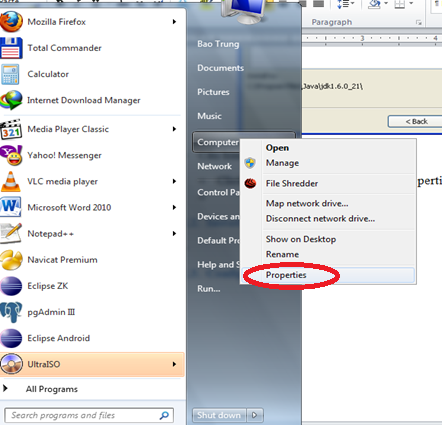 Mozilla Firefox
Total Commander
Calculator
Internet Download Manager
Media Player Classic
Yahoo! Messenger
VLC media player
Microsoft Word 2010
Notepad++
Navicat Premium
Eclipse ZK
pgAdmin III
Eclipse Android
UltraISO
All Programs
Search programs and files
Bao Trung
Documents
Pictures
Music
Computer
Network
Control Pa
Devices and
Default Pro
Help and S
Run...
Shut down
Open
Manage
File Shredder
Map network drive...
Disconnect network drive...
Show on Desktop
Rename
Properties
Paragraph
3
4
Java\jdk1.6.0_21\
< Back
perti